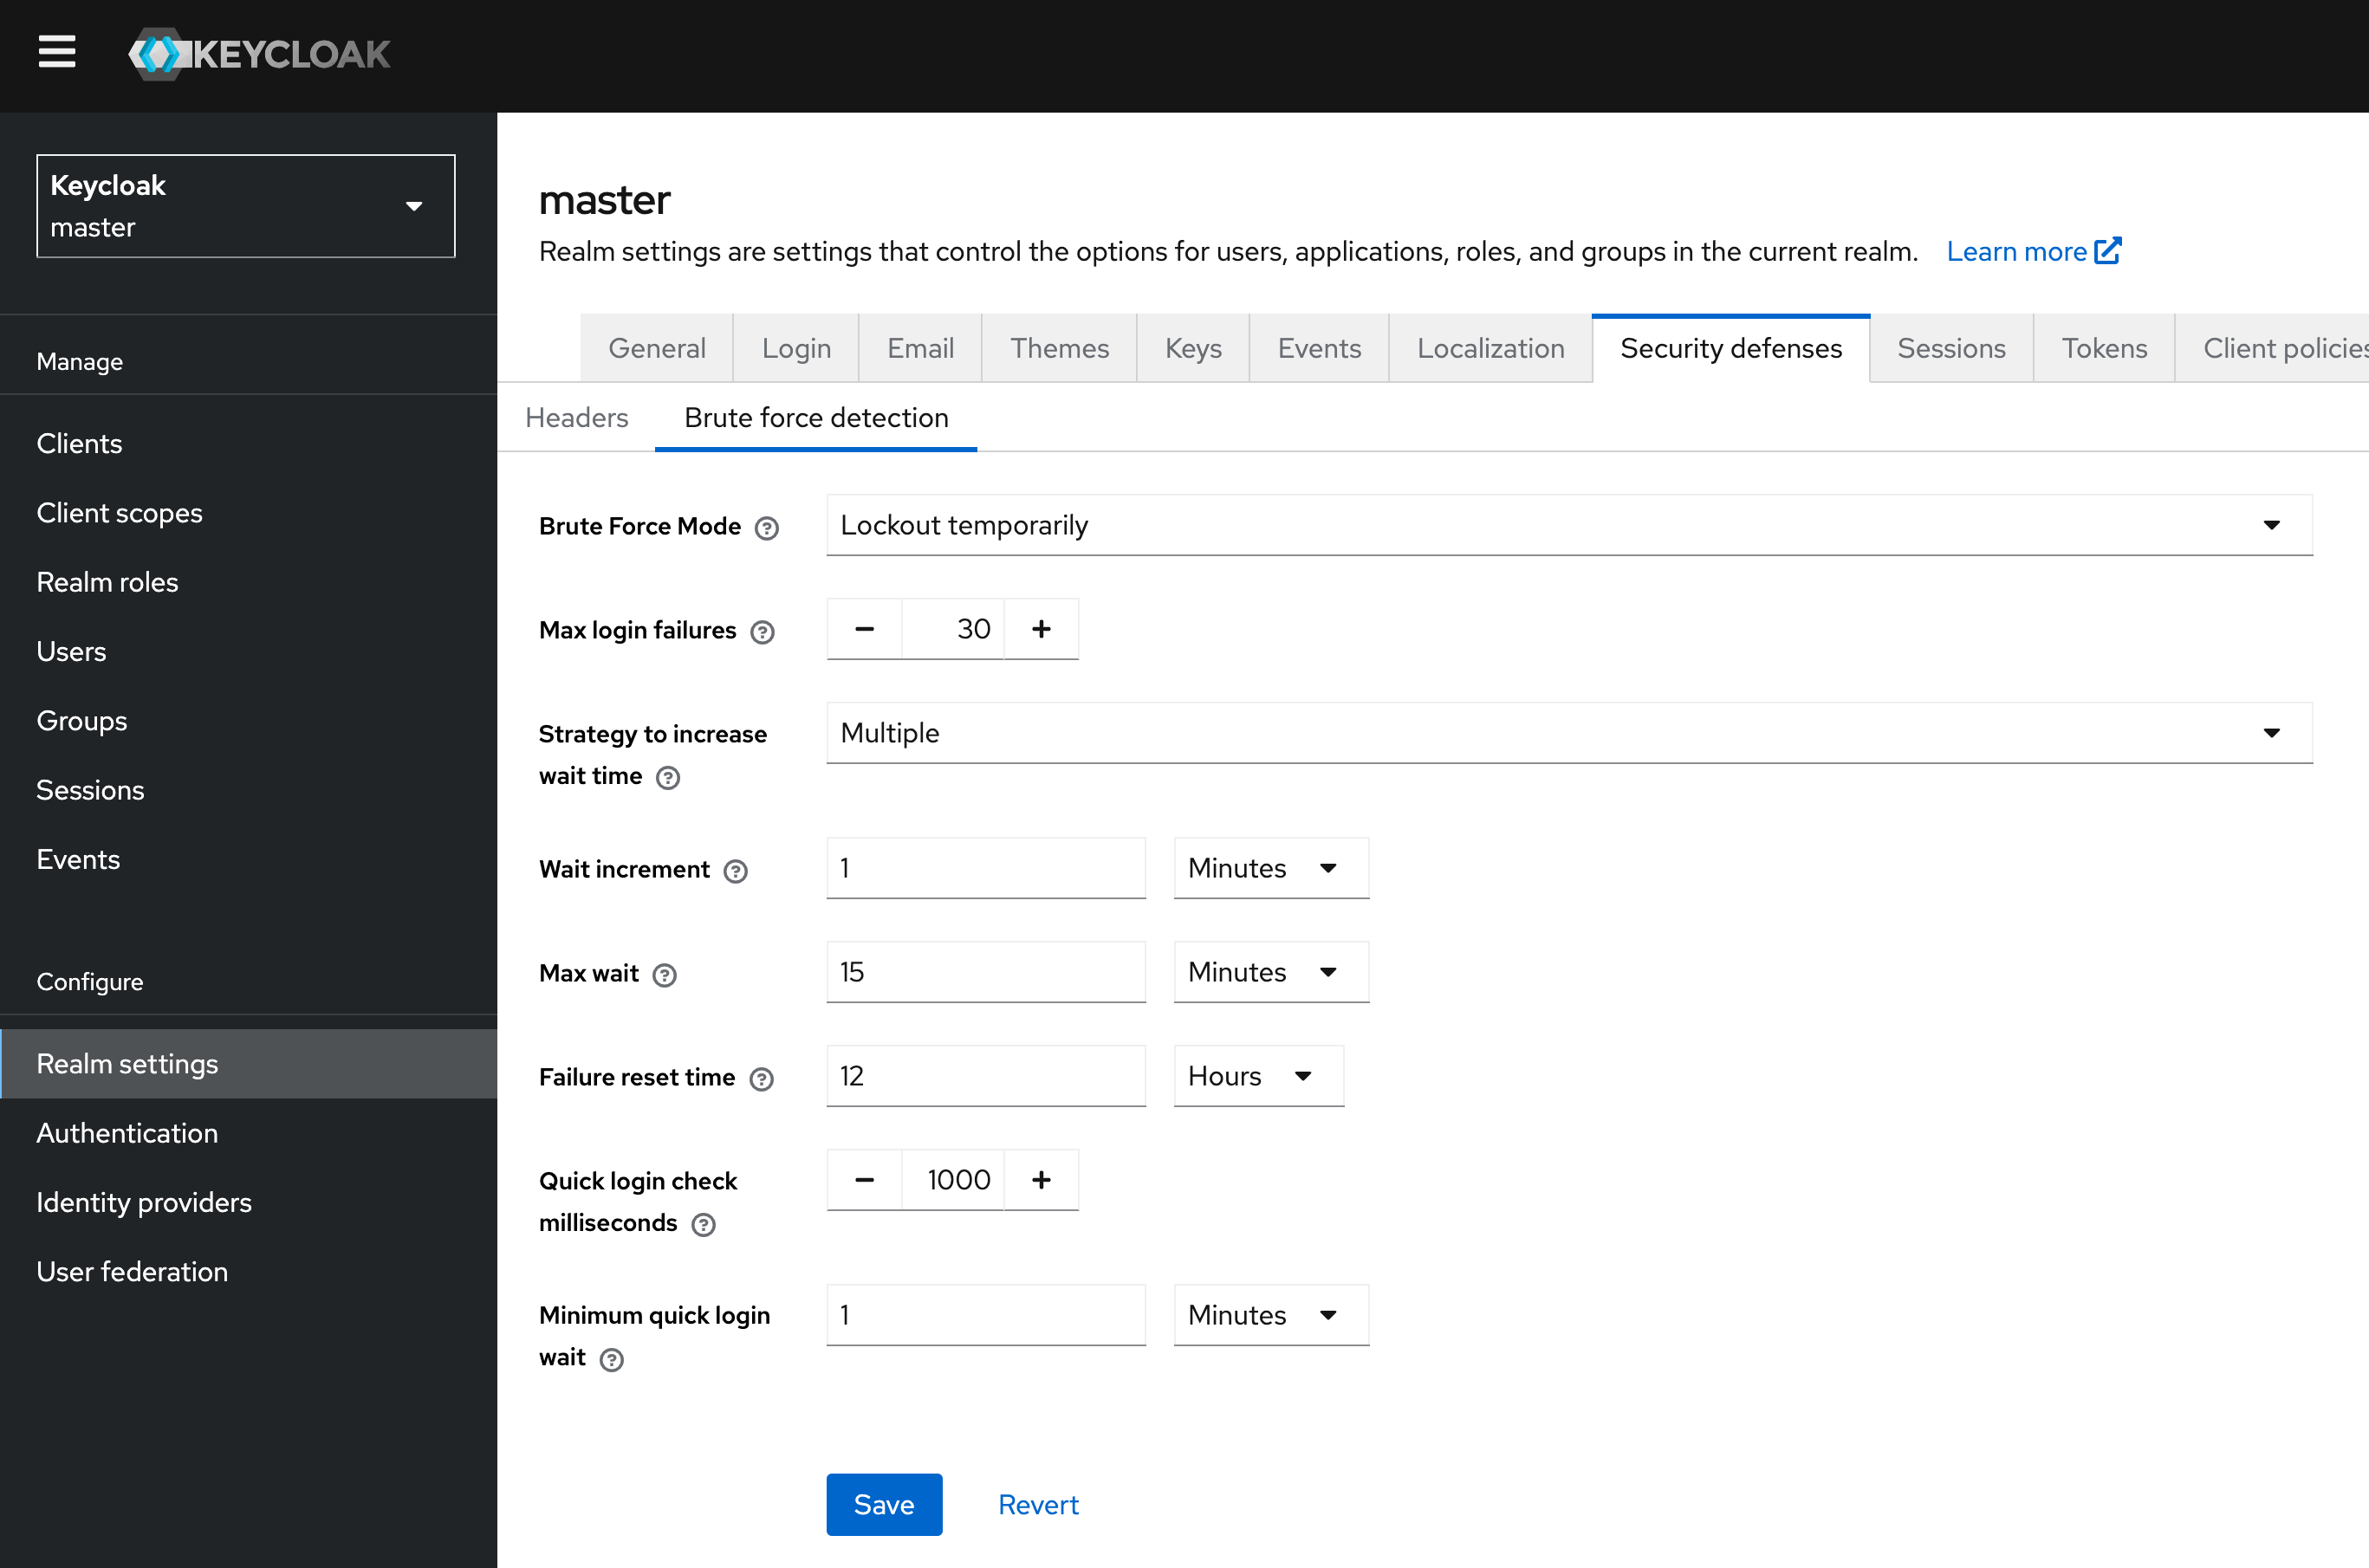 KEYCLOAK
Keycloak
master
Manage
Clients
Client scopes
Realm roles
Users
Groups
Sessions
Events
Configure
Realm settings
Authentication
Identity providers
User federation
master
Realm settings are settings that control the options for users, applications, roles, and groups in the current realm. Learn more
General Login Email Themes Keys Events Localization Security defenses Sessions Tokens Client policies
Headers Brute force detection
Brute Force Mode ? Lockout temporarily
Max login failures ? − 30 +
Strategy to increase Multiple
wait time ?
Wait increment ? 1 Minutes
Max wait ? 15 Minutes
Failure reset time ? 12 Hours
Quick login check − 1000 +
milliseconds ?
Minimum quick login 1 Minutes
wait ?
Save Revert